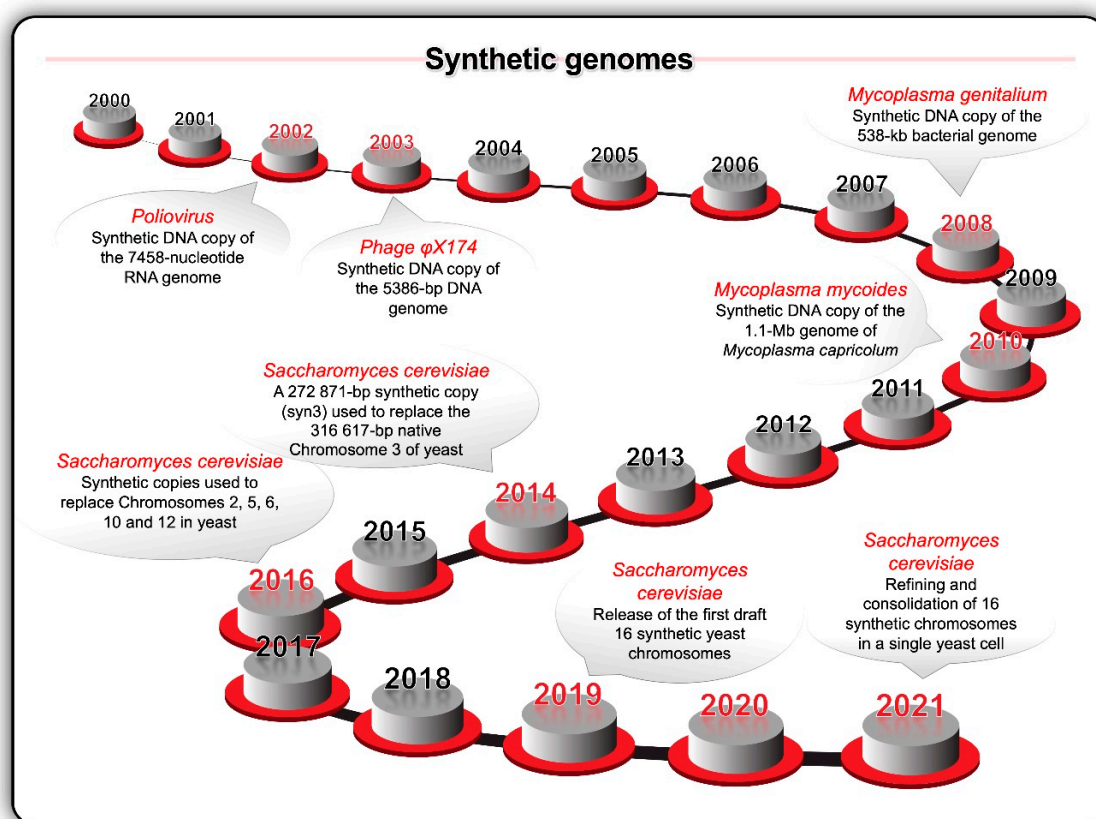 Synthetic genomes
2000
2001
2002
2003
2004
2005
2006
2007
2008
2009
2010
2011
2012
2013
2014
2015
2016
2017
2018
2019
2020
2021
Poliovirus
Synthetic DNA copy of
the 7458-nucleotide
RNA genome
Phage φX174
Synthetic DNA copy of
the 5386-bp DNA
genome
Mycoplasma genitalium
Synthetic DNA copy of the
538-kb bacterial genome
Mycoplasma mycoides
Synthetic DNA copy of the
1.1-Mb genome of
Mycoplasma capricolum
Saccharomyces cerevisiae
A 272 871-bp synthetic copy
(syn3) used to replace the
316 617-bp native
Chromosome 3 of yeast
Saccharomyces cerevisiae
Synthetic copies used to
replace Chromosomes 2, 5, 6,
10 and 12 in yeast
Saccharomyces
cerevisiae
Release of the first draft
16 synthetic yeast
chromosomes
Saccharomyces
cerevisiae
Refining and
consolidation of 16
synthetic chromosomes
in a single yeast cell